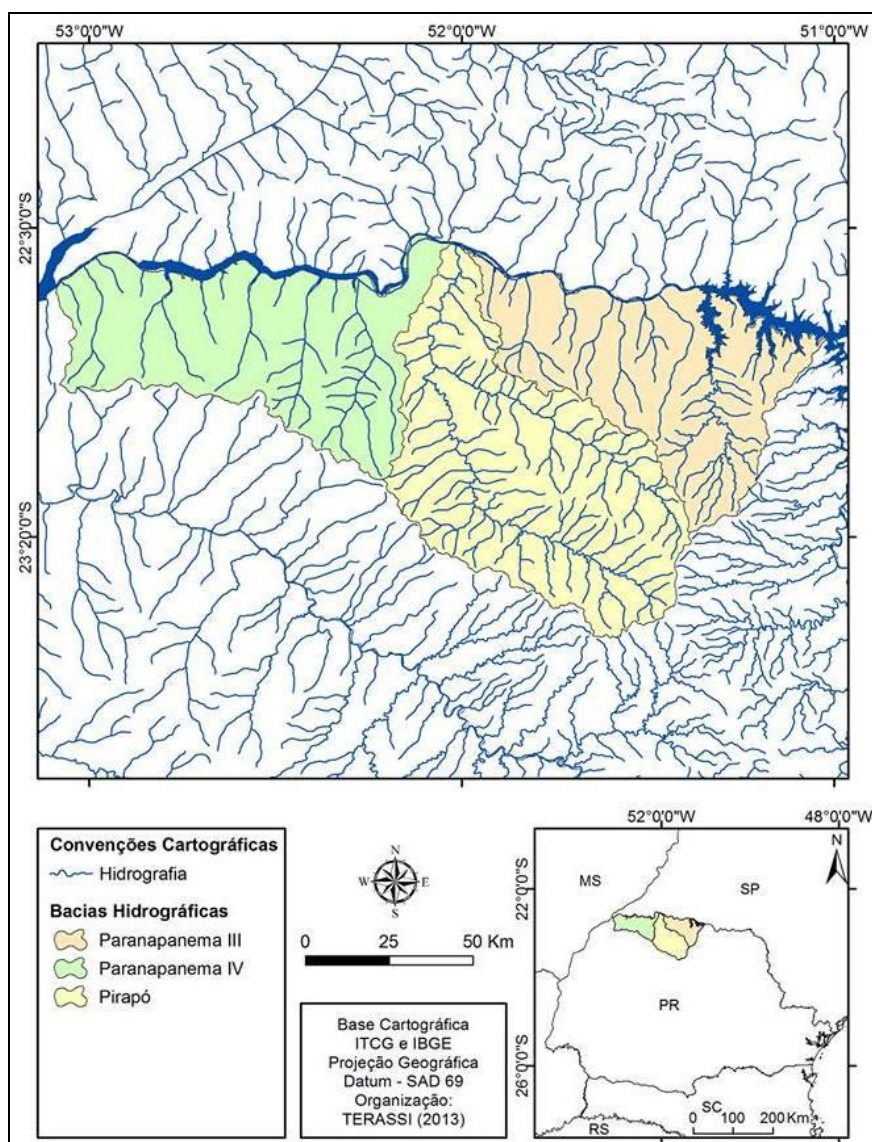 53°0'0"W
52°0'0"W
51°0'0"W
22°30'0"S
23°20'0"S
Convenções Cartográficas
Hidrografia
Bacias Hidrográficas
Paranapanema III
Paranapanema IV
Pirapó
N
W E
S
0 25 50 Km
Base Cartográfica
ITCG e IBGE
Projeção Geográfica
Datum - SAD 69
Organização:
TERASSI (2013)
52°0'0"W
48°0'0"W
N
22°0'0"S
26°0'0"S
MS
SP
PR
SC
RS
0 100 200 Km